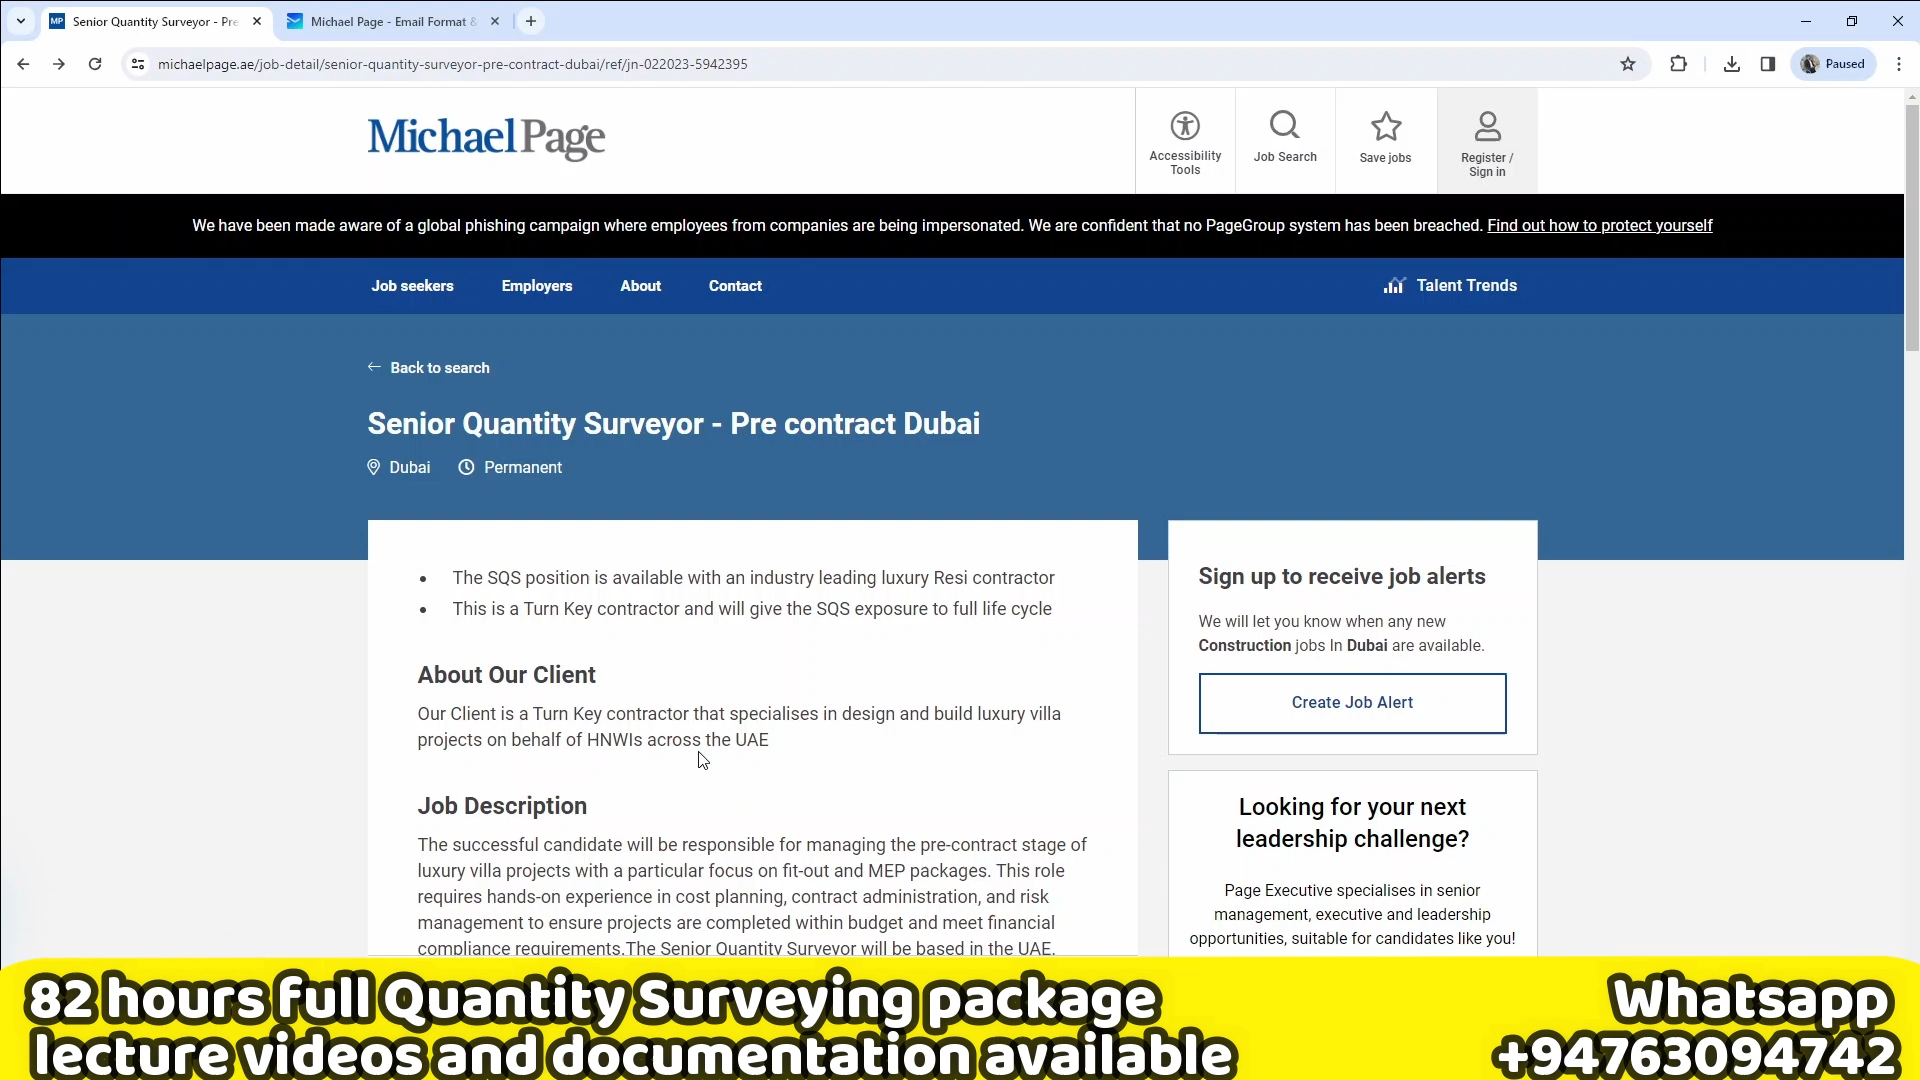 Senior Quantity Surveyor - Pre
Michael Page - Email Format &
michaelpage.ae/job-detail/senior-quantity-surveyor-pre-contract-dubai/ref/jn-022023-5942395
Paused
MichaelPage
Accessibility
Tools
Job Search
Save jobs
Register /
Sign in
We have been made aware of a global phishing campaign where employees from companies are being impersonated. We are confident that no PageGroup system has been breached. Find out how to protect yourself
Job seekers
Employers
About
Contact
Talent Trends
Back to search
Senior Quantity Surveyor - Pre contract Dubai
Dubai
Permanent
The SQS position is available with an industry leading luxury Resi contractor
This is a Turn Key contractor and will give the SQS exposure to full life cycle
About Our Client
Our Client is a Turn Key contractor that specialises in design and build luxury villa
projects on behalf of HNWIs across the UAE
Job Description
The successful candidate will be responsible for managing the pre-contract stage of
luxury villa projects with a particular focus on fit-out and MEP packages. This role
requires hands-on experience in cost planning, contract administration, and risk
management to ensure projects are completed within budget and meet financial
compliance requirements.The Senior Quantity Surveyor will be based in the UAE.
Sign up to receive job alerts
We will let you know when any new
Construction jobs In Dubai are available.
Create Job Alert
Looking for your next
leadership challenge?
Page Executive specialises in senior
management, executive and leadership
opportunities, suitable for candidates like you!
82 hours full Quantity Surveying package
lecture videos and documentation available
Whatsapp
+94763094742